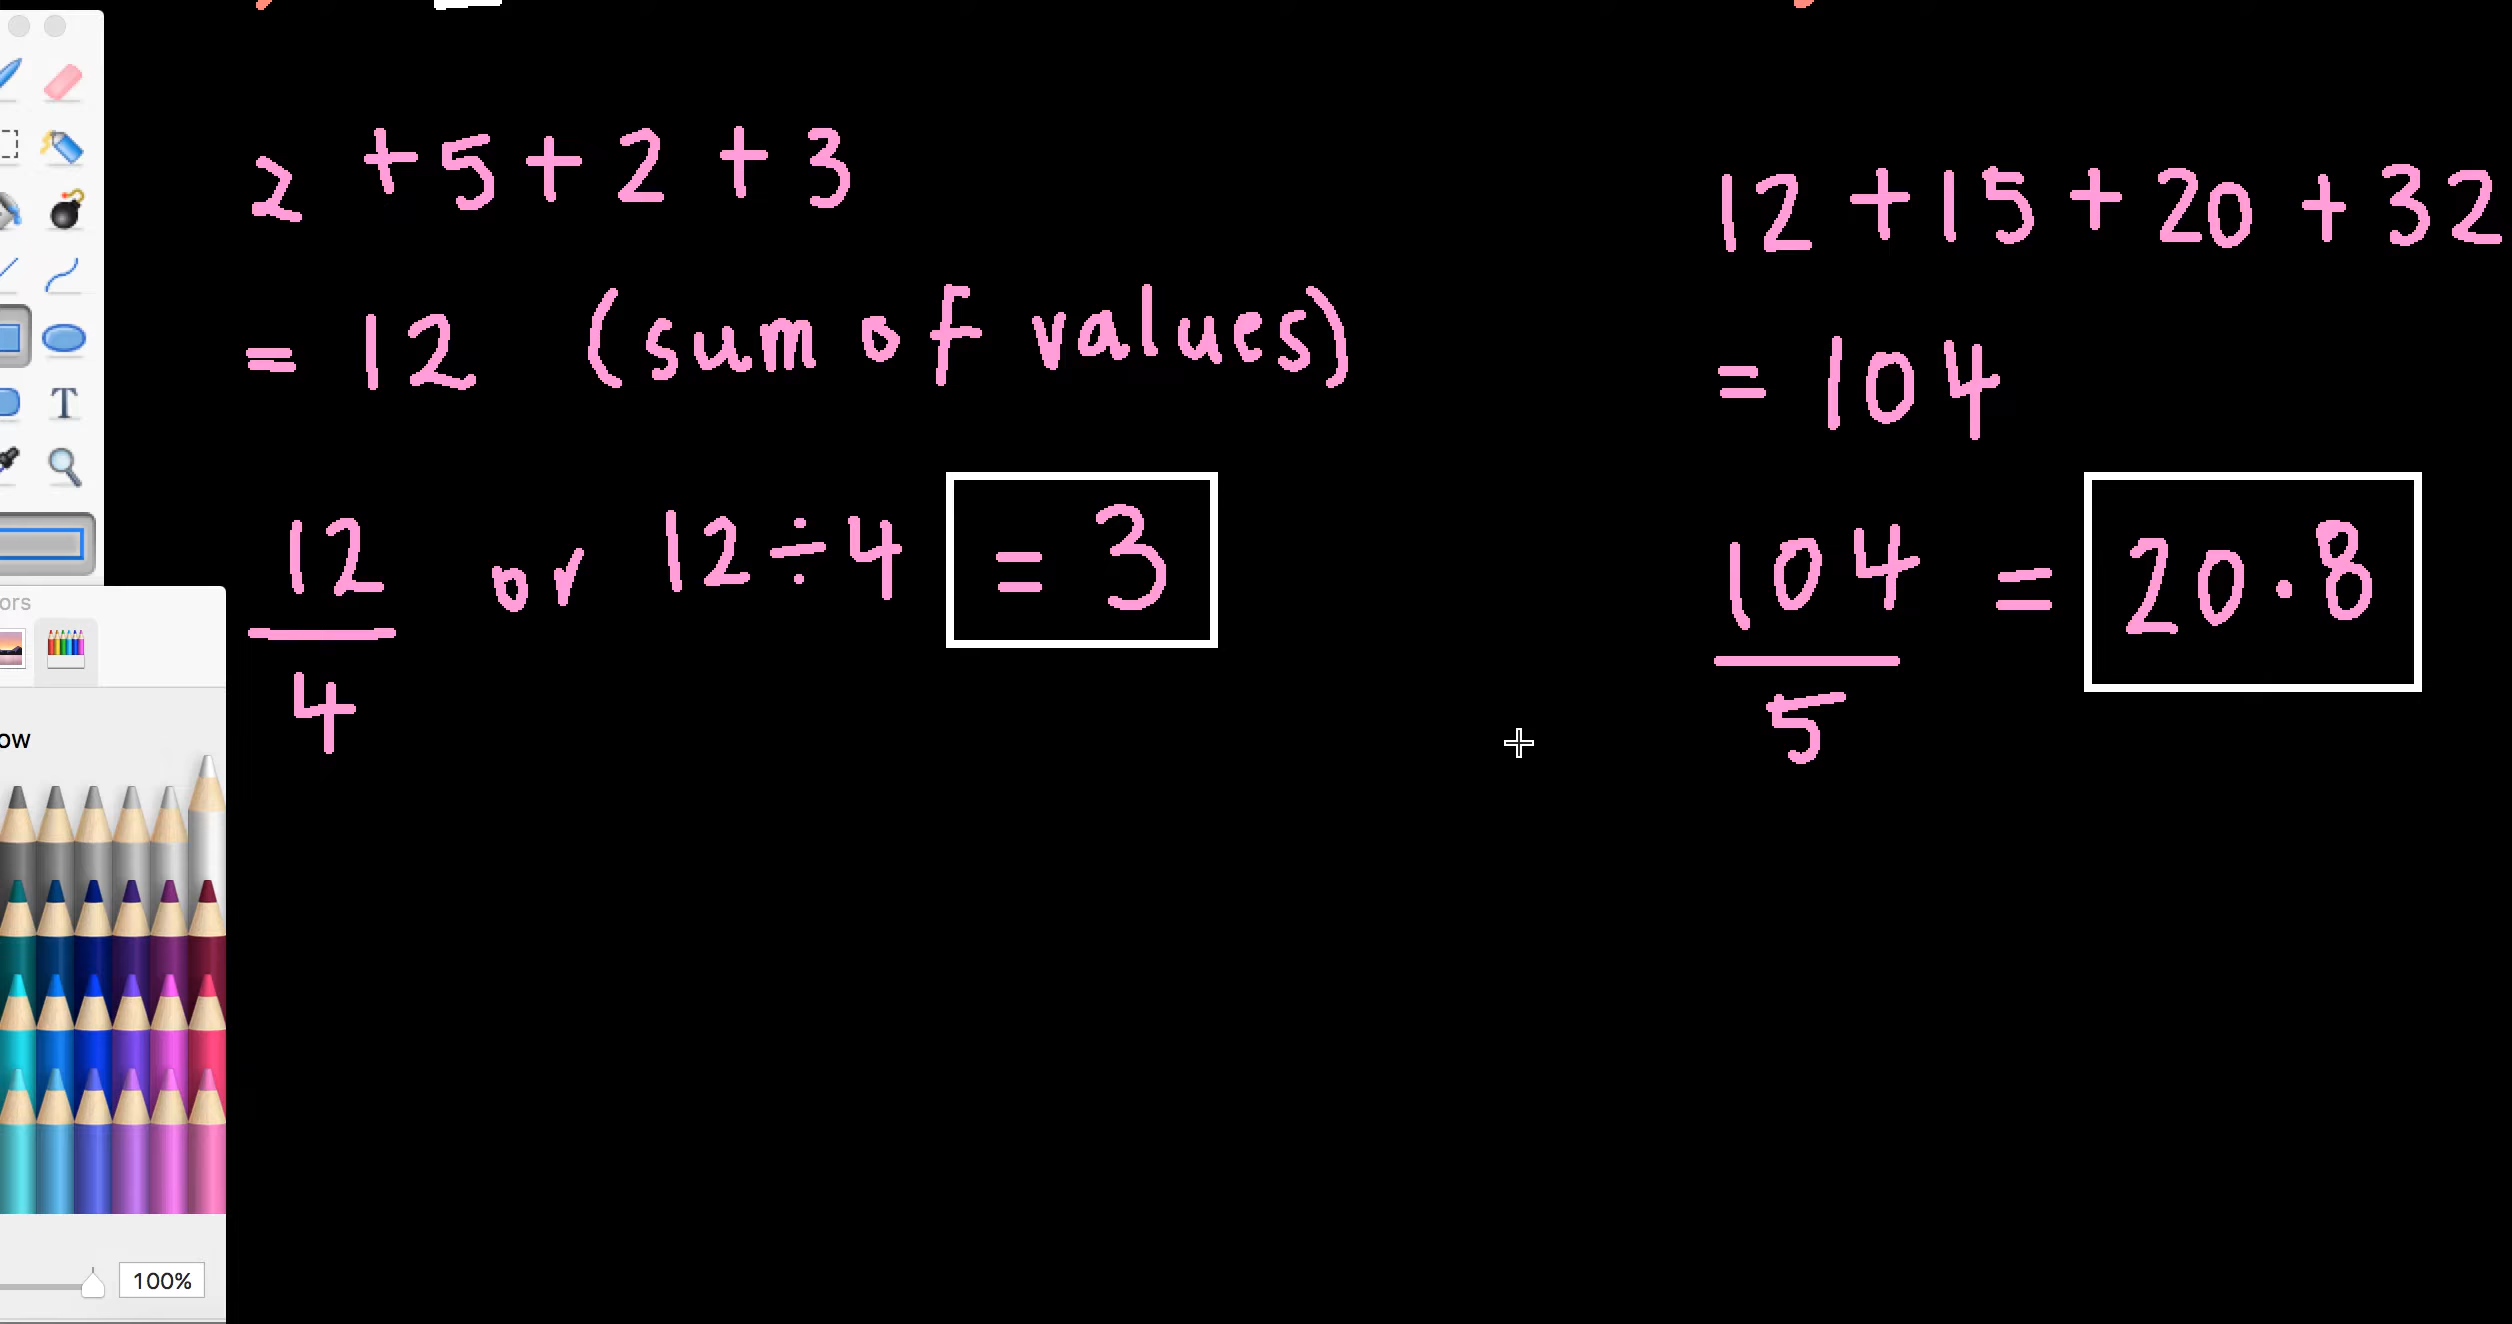 2 + 5 + 2 + 3
= 12 (sum of values)
12
4
or 12 ÷ 4 = 3
12 + 15 + 20 + 32
= 104
104
5
= 20.8
T
ors
ow
100%